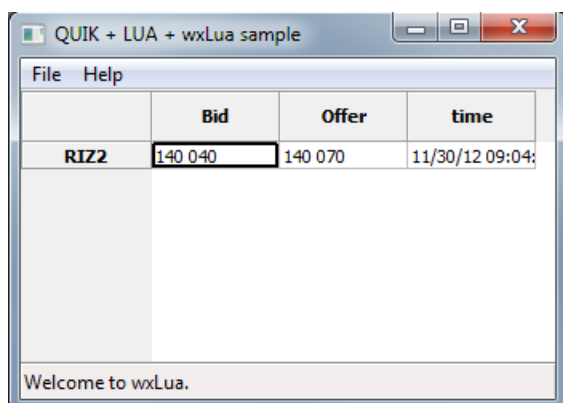 QUIK + LUA + wxLua sample
File Help
Bid Offer time
RIZ2 140 040 140 070 11/30/12 09:04:
Welcome to wxLua.